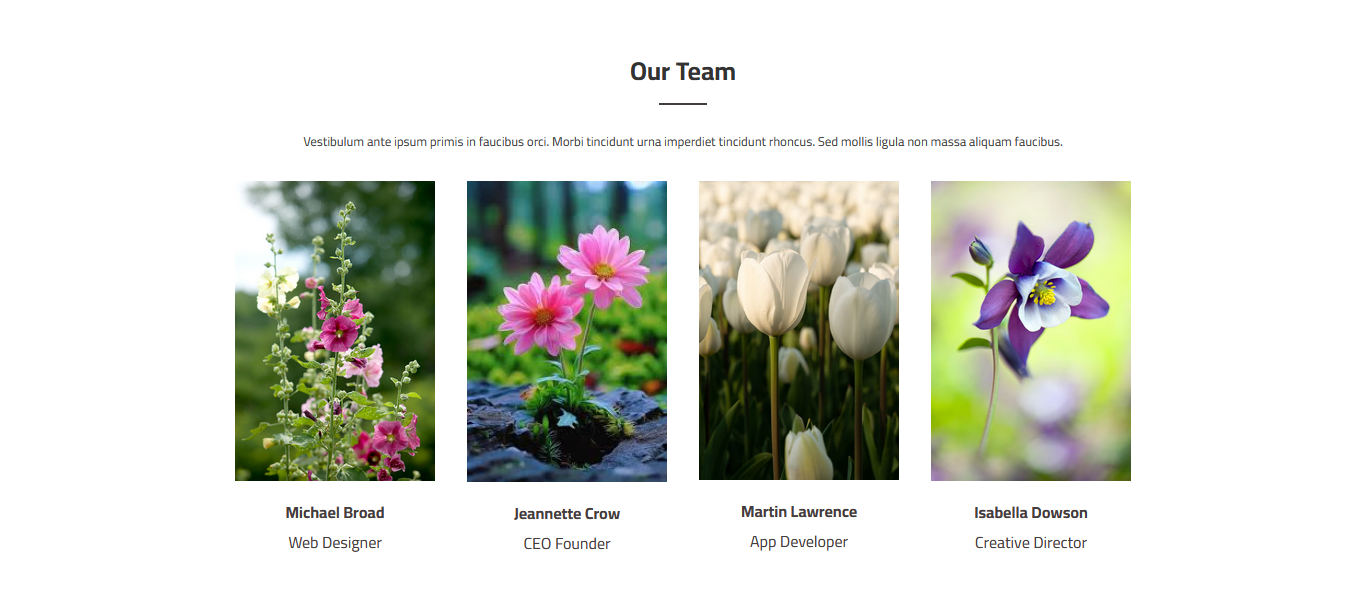 Our Team
Vestibulum ante ipsum primis in faucibus orci. Morbi tincidunt urna imperdiet tincidunt rhoncus. Sed mollis ligula non massa aliquam faucibus.
Michael Broad
Web Designer
Jeannette Crow
CEO Founder
Martin Lawrence
App Developer
Isabella Dowson
Creative Director